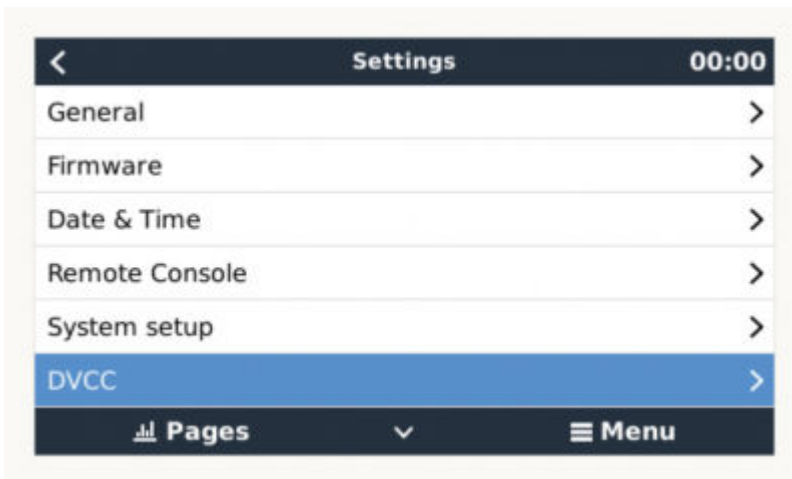 Settings 00:00
General
Firmware
Date & Time
Remote Console
System setup
DVCC
Pages Menu